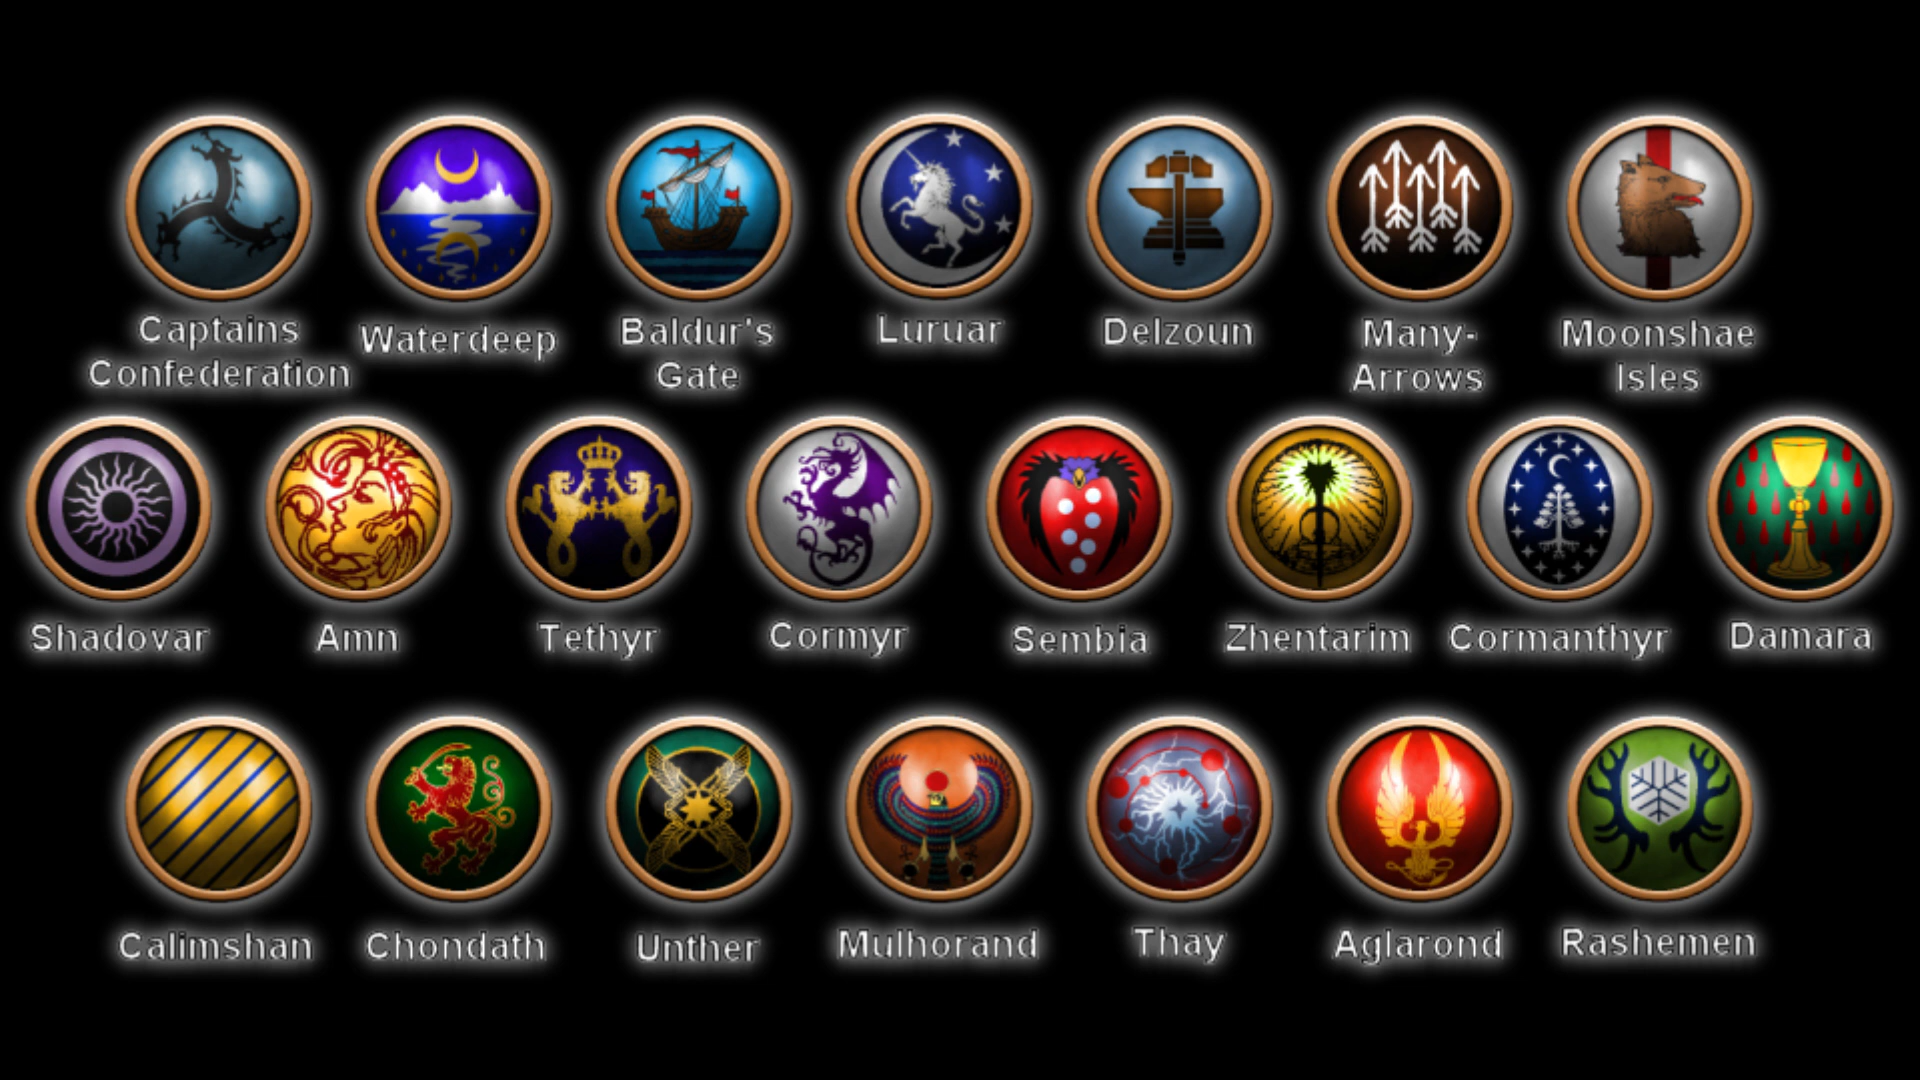 Captains
Confederation
Waterdeep
Baldur's
Gate
Luruar
Delzoun
Many-
Arrows
Moonshae
Isles
Shadovar
Amn
Tethyr
Cormyr
Sembia
Zhentarim
Cormanthyr
Damara
Calimshan
Chondath
Unther
Mulhorand
Thay
Aglarond
Rashemen